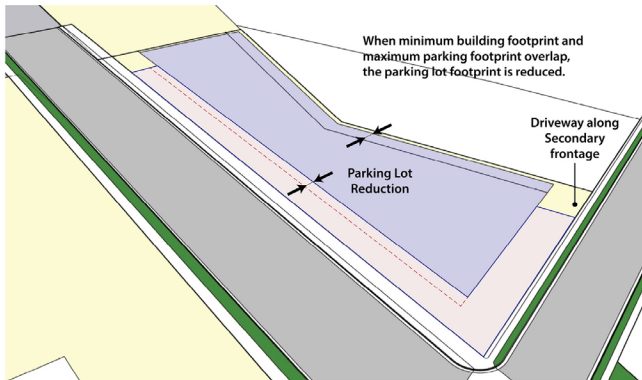 When minimum building footprint and
maximum parking footprint overlap,
the parking lot footprint is reduced.
Driveway along
Secondary
frontage
Parking Lot
Reduction